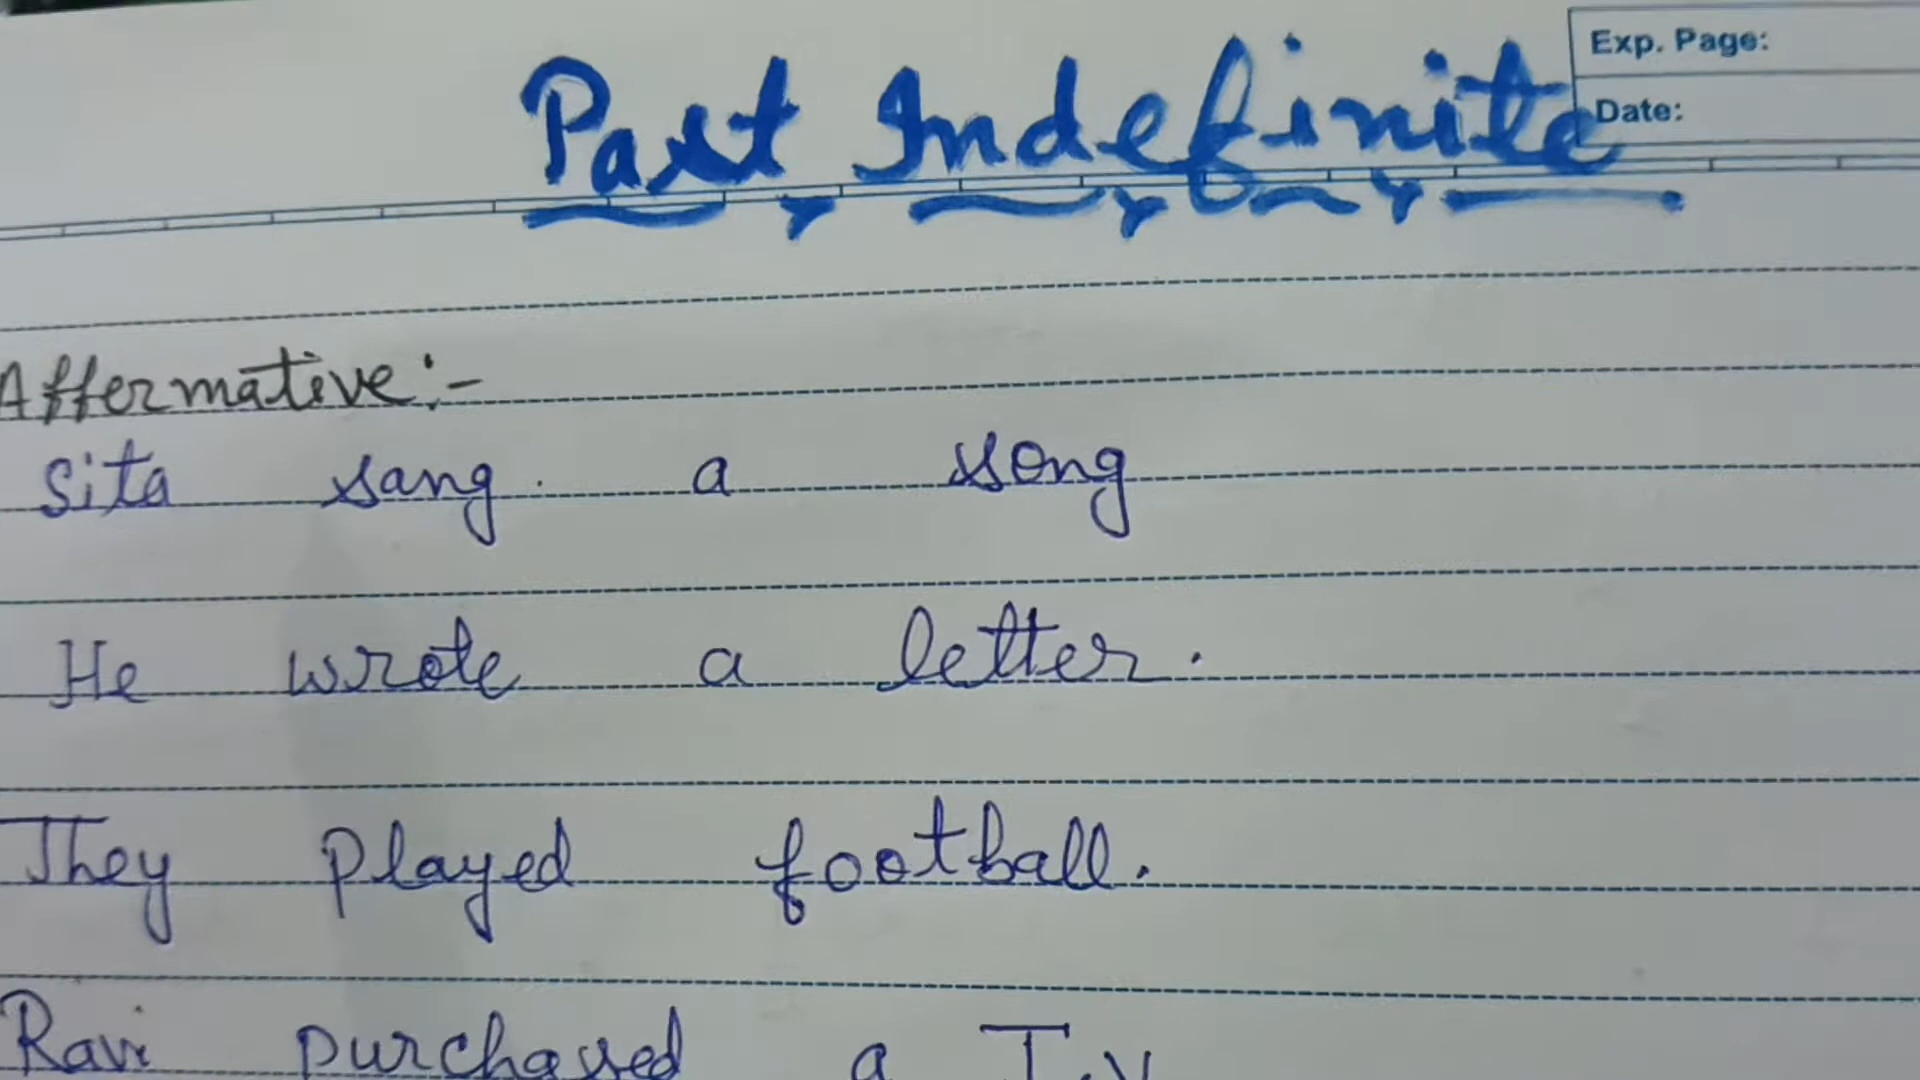 Exp. Page:
Date:
Past Indefinite
Affermative:-
Sita sang. a song
He wrote a letter.
They played football.
Ravi purchased a T.V